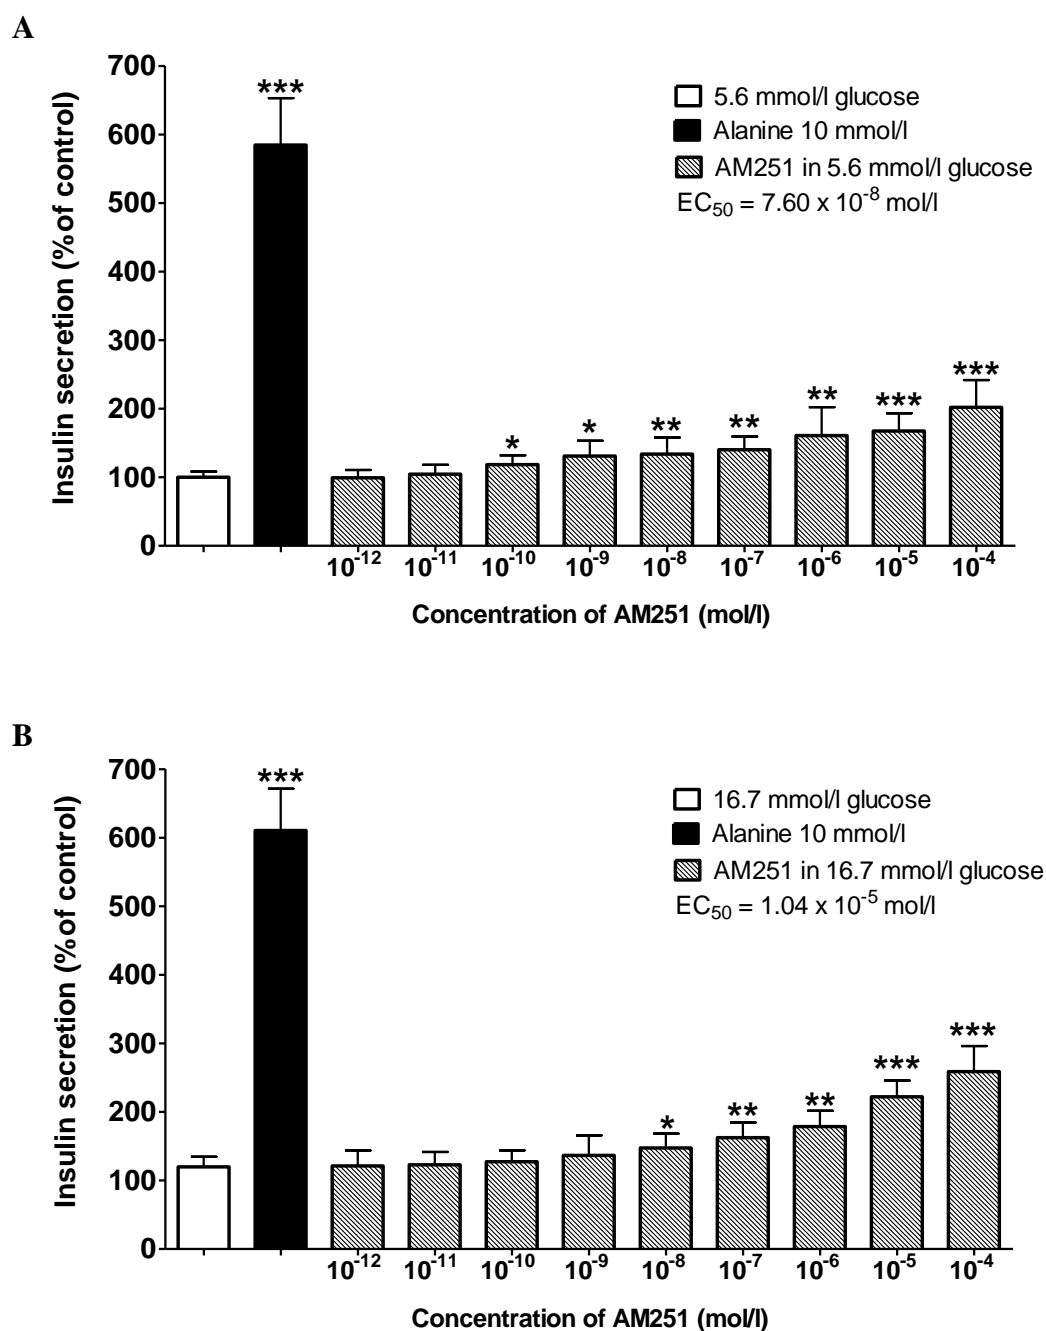 A
700
600
500
400
300
200
100
0
Insulin secretion (% of control)
***
*
*
**
**
**
***
***
5.6 mmol/l glucose
Alanine 10 mmol/l
AM251 in 5.6 mmol/l glucose
EC₅₀ = 7.60 x 10⁻⁸ mol/l
10⁻¹² 10⁻¹¹ 10⁻¹⁰ 10⁻⁹ 10⁻⁸ 10⁻⁷ 10⁻⁶ 10⁻⁵ 10⁻⁴
Concentration of AM251 (mol/l)
B
700
600
500
400
300
200
100
0
Insulin secretion (% of control)
***
*
**
**
***
***
16.7 mmol/l glucose
Alanine 10 mmol/l
AM251 in 16.7 mmol/l glucose
EC₅₀ = 1.04 x 10⁻⁵ mol/l
10⁻¹² 10⁻¹¹ 10⁻¹⁰ 10⁻⁹ 10⁻⁸ 10⁻⁷ 10⁻⁶ 10⁻⁵ 10⁻⁴
Concentration of AM251 (mol/l)